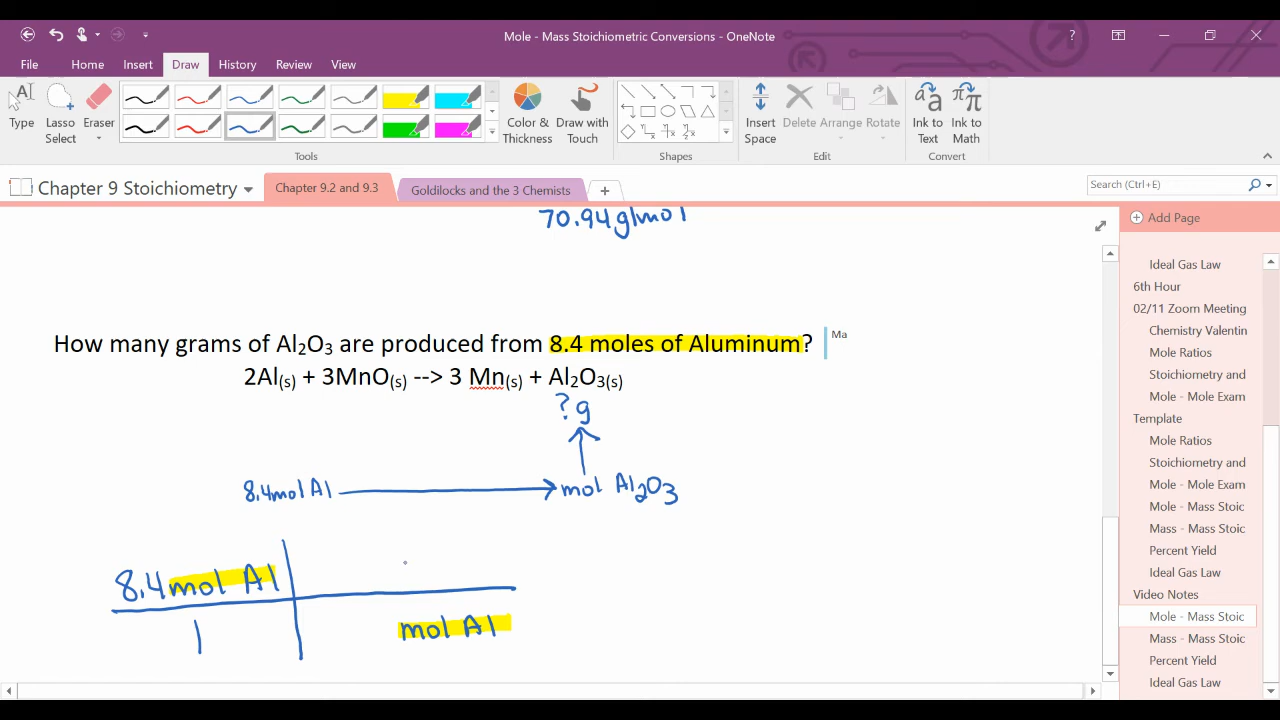 Mole - Mass Stoichiometric Conversions - OneNote
?
File Home Insert Draw History Review View
Type
Lasso Select
Eraser
Color & Thickness
Draw with Touch
Insert Space
Delete
Arrange
Rotate
Ink to Text
Ink to Math
Tools
Shapes
Edit
Convert
Chapter 9 Stoichiometry
Chapter 9.2 and 9.3
Goldilocks and the 3 Chemists
+
Search (Ctrl+E)
Add Page
70.94 g/mol
How many grams of Al₂O₃ are produced from 8.4 moles of Aluminum?
Ma
2Al(s) + 3MnO(s) --> 3 Mn(s) + Al₂O₃(s)
? g
8.4mol Al
mol Al₂O₃
8.4 mol Al
1
mol Al
Ideal Gas Law
6th Hour
02/11 Zoom Meeting
Chemistry Valentin
Mole Ratios
Stoichiometry and
Mole - Mole Exam
Template
Mole Ratios
Stoichiometry and
Mole - Mole Exam
Mole - Mass Stoic
Mass - Mass Stoic
Percent Yield
Ideal Gas Law
Video Notes
Mole - Mass Stoic
Mass - Mass Stoic
Percent Yield
Ideal Gas Law